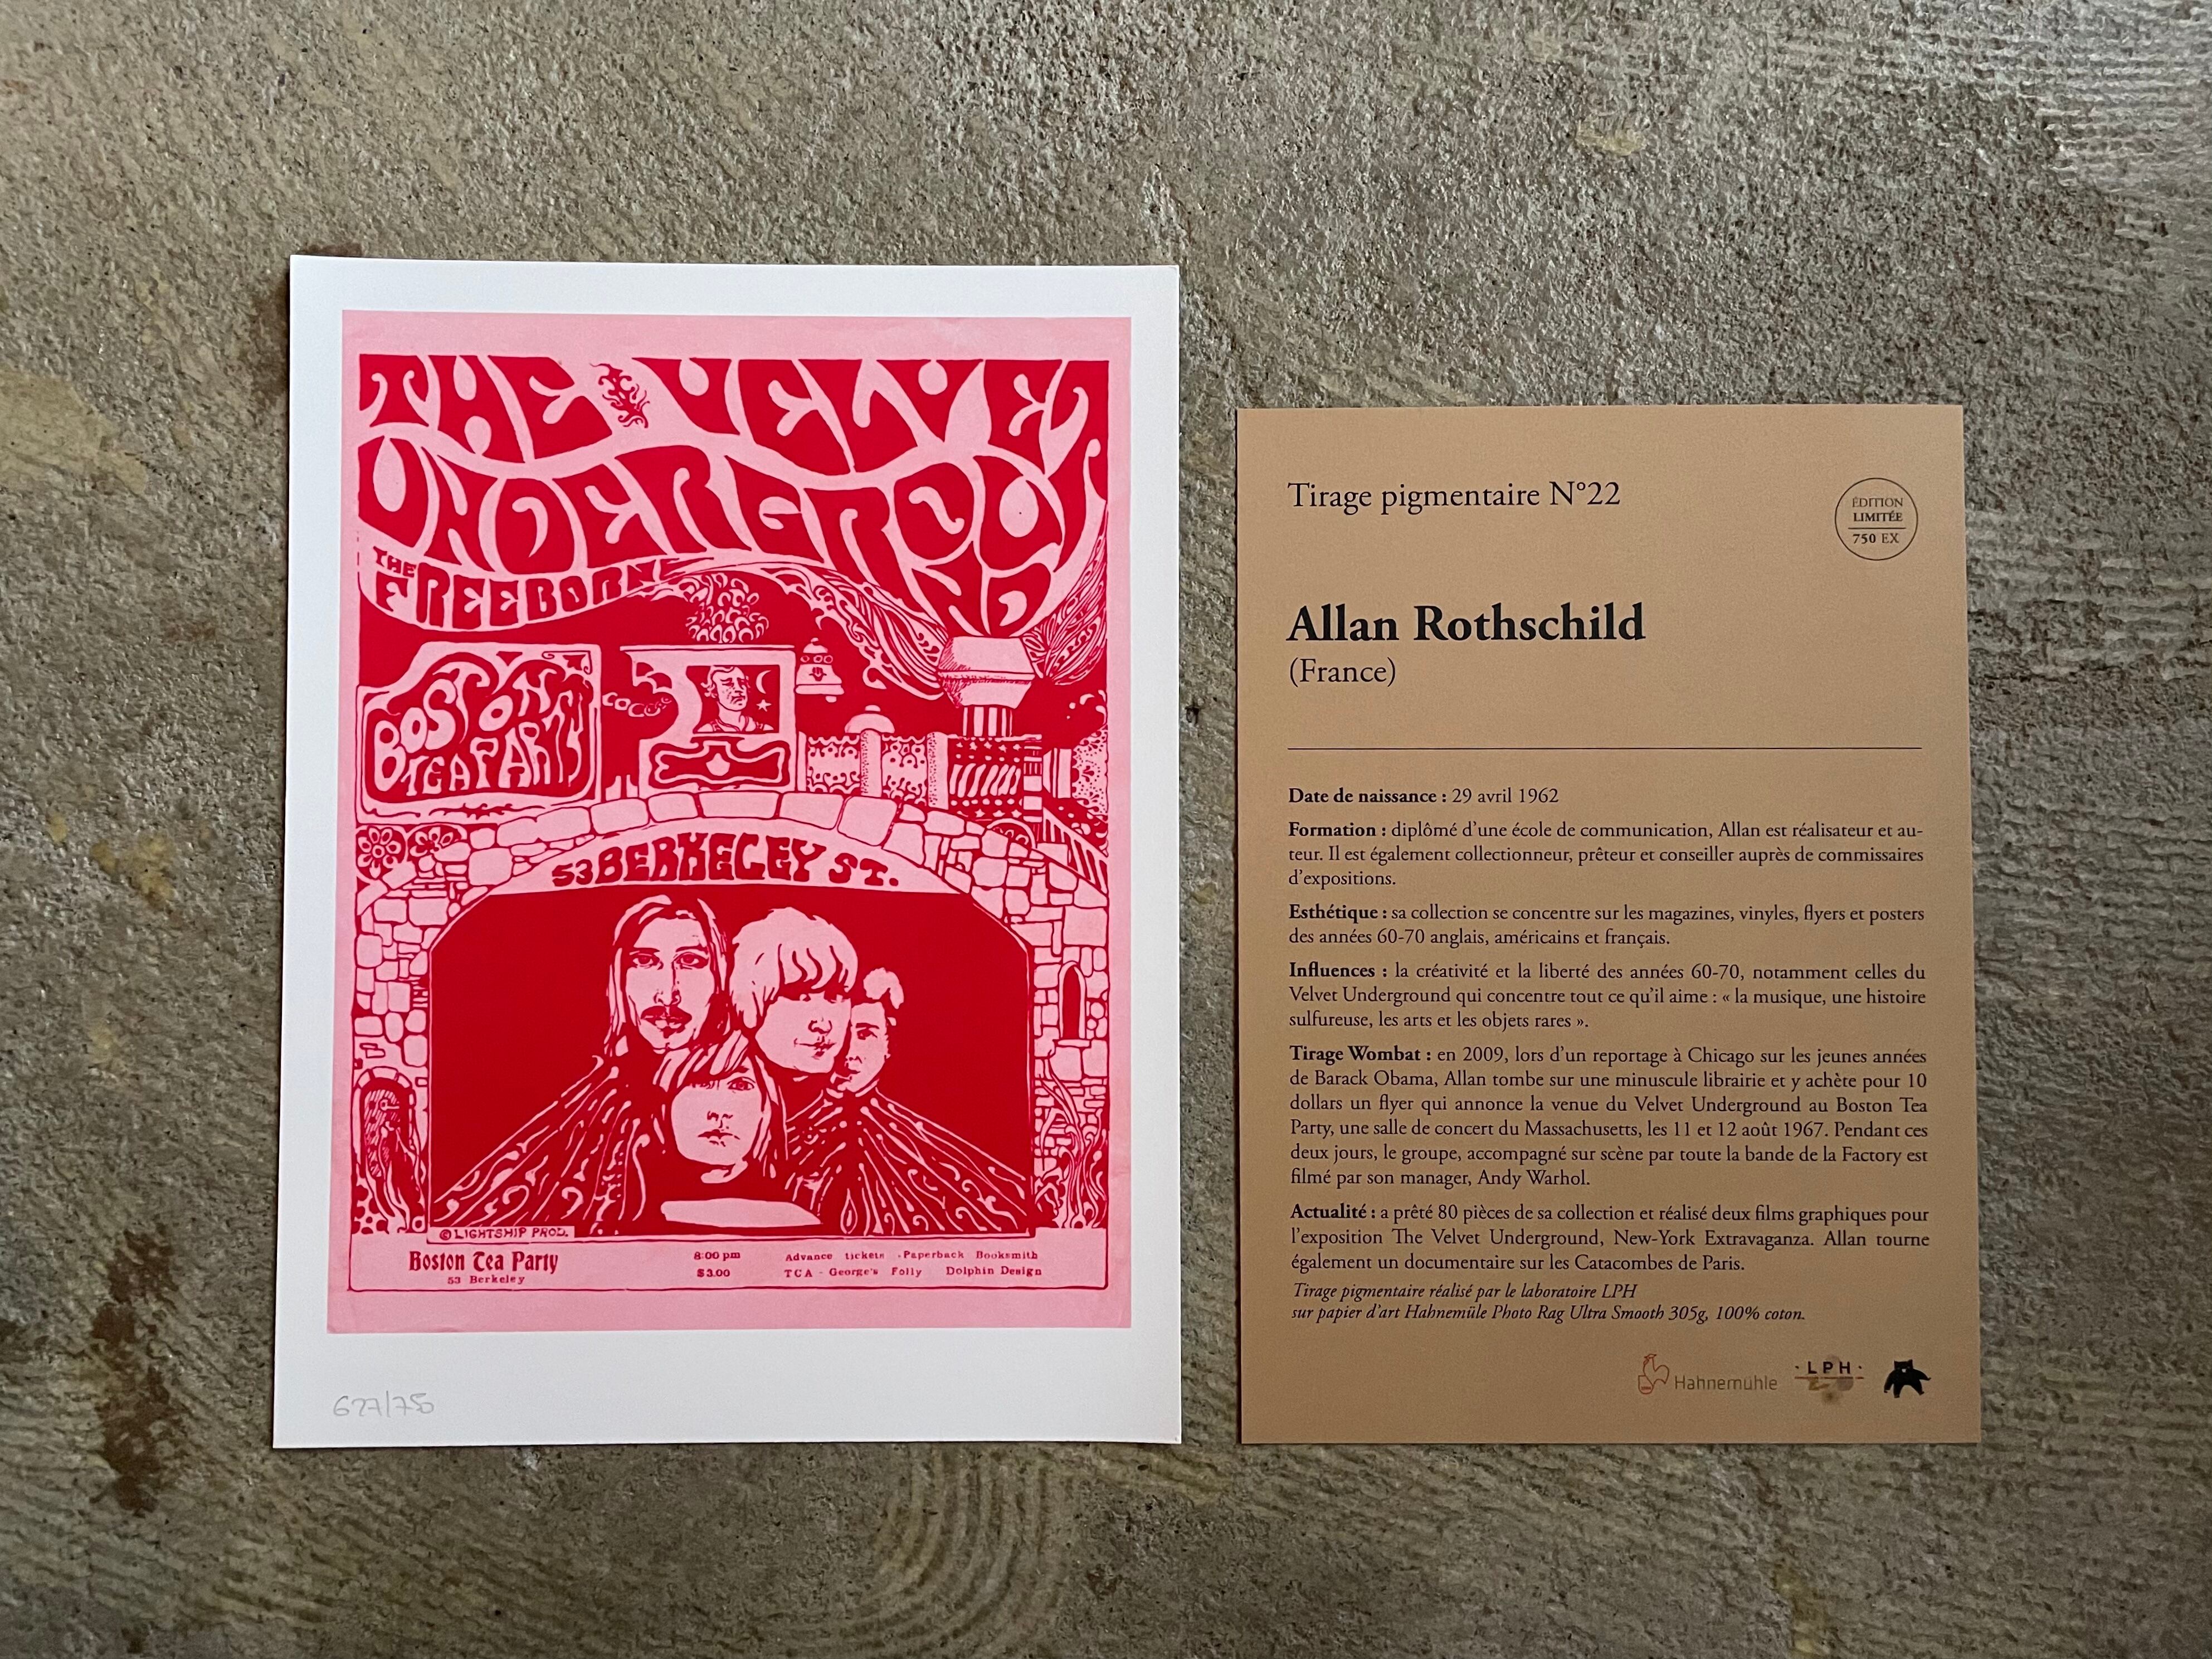 THE VELVET
UNDERGROUND
THE
FREEBORNE
BOSTON
TEA PARTY
53 BERKELEY ST.
© LIGHTSHIP PROD.
Boston Tea Party
53 Berkeley
8:00 pm
$3.00
Advance tickets - Paperback Booksmith
TCA - George's Folly Dolphin Design
627/750
Tirage pigmentaire N°22
ÉDITION
LIMITÉE
750 EX
Allan Rothschild
(France)
Date de naissance : 29 avril 1962
Formation : diplômé d'une école de communication, Allan est réalisateur et au-
teur. Il est également collectionneur, prêteur et conseiller auprès de commissaires
d'expositions.
Esthétique : sa collection se concentre sur les magazines, vinyles, flyers et posters
des années 60-70 anglais, américains et français.
Influences : la créativité et la liberté des années 60-70, notamment celles du
Velvet Underground qui concentre tout ce qu'il aime : « la musique, une histoire
sulfureuse, les arts et les objets rares ».
Tirage Wombat : en 2009, lors d'un reportage à Chicago sur les jeunes années
de Barack Obama, Allan tombe sur une minuscule librairie et y achète pour 10
dollars un flyer qui annonce la venue du Velvet Underground au Boston Tea
Party, une salle de concert du Massachusetts, les 11 et 12 août 1967. Pendant ces
deux jours, le groupe, accompagné sur scène par toute la bande de la Factory est
filmé par son manager, Andy Warhol.
Actualité : a prêté 80 pièces de sa collection et réalisé deux films graphiques pour
l'exposition The Velvet Underground, New-York Extravaganza. Allan tourne
également un documentaire sur les Catacombes de Paris.
Tirage pigmentaire réalisé par le laboratoire LPH
sur papier d'art Hahnemüle Photo Rag Ultra Smooth 305g, 100% coton.
Hahnemühle
· LPH ·